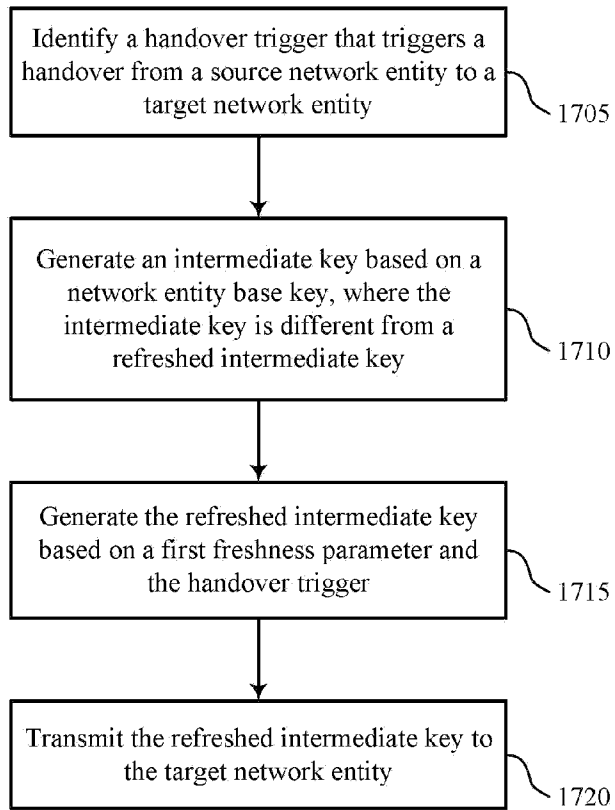 Identify a handover trigger that triggers a
handover from a source network entity to a
target network entity
1705
Generate an intermediate key based on a
network entity base key, where the
intermediate key is different from a
refreshed intermediate key
1710
Generate the refreshed intermediate key
based on a first freshness parameter and
the handover trigger
1715
Transmit the refreshed intermediate key to
the target network entity
1720